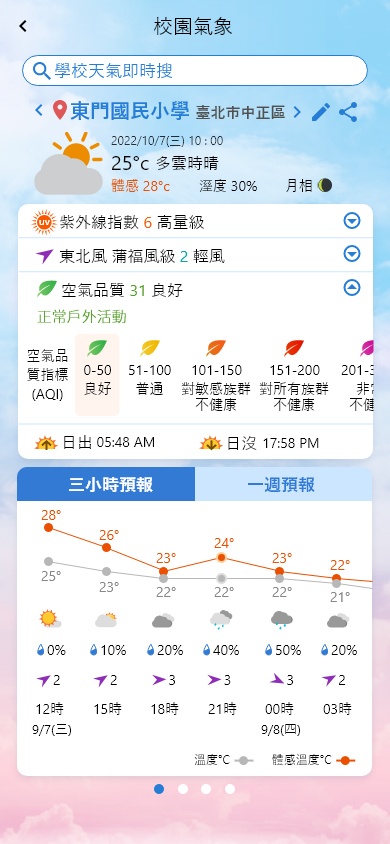 校園氣象
學校天氣即時搜
東門國民小學 臺北市中正區
2022/10/7(三) 10 : 00
25°c 多雲時晴
體感 28°c 溼度 30% 月相
UV 紫外線指數 6 高量級
東北風 蒲福風級 2 輕風
空氣品質 31 良好
正常戶外活動
空氣品質指標(AQI)
0-50 良好
51-100 普通
101-150 對敏感族群不健康
151-200 對所有族群不健康
日出 05:48 AM 日沒 17:58 PM
三小時預報 一週預報
28° 26° 23° 24° 23° 22°
25° 23° 22° 22° 22° 21°
0% 10% 20% 40% 50% 20%
2 2 3 3 3 2
12時 15時 18時 21時 00時 03時
9/7(三) 9/8(四)
溫度°C 體感溫度°C